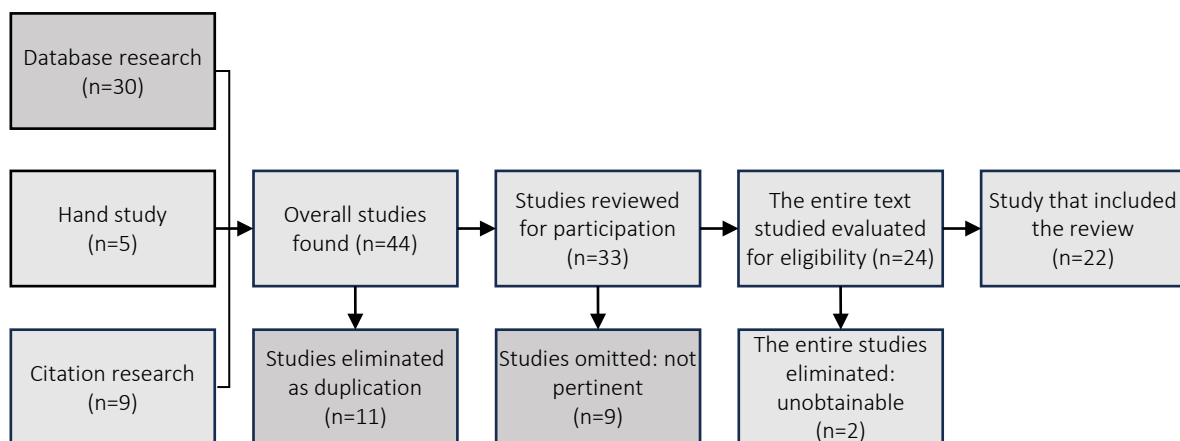 Database research
(n=30)
Hand study
(n=5)
Citation research
(n=9)
Overall studies
found (n=44)
Studies eliminated
as duplication
(n=11)
Studies reviewed
for participation
(n=33)
Studies omitted: not
pertinent
(n=9)
The entire text
studied evaluated
for eligibility (n=24)
The entire studies
eliminated:
unobtainable
(n=2)
Study that included
the review
(n=22)